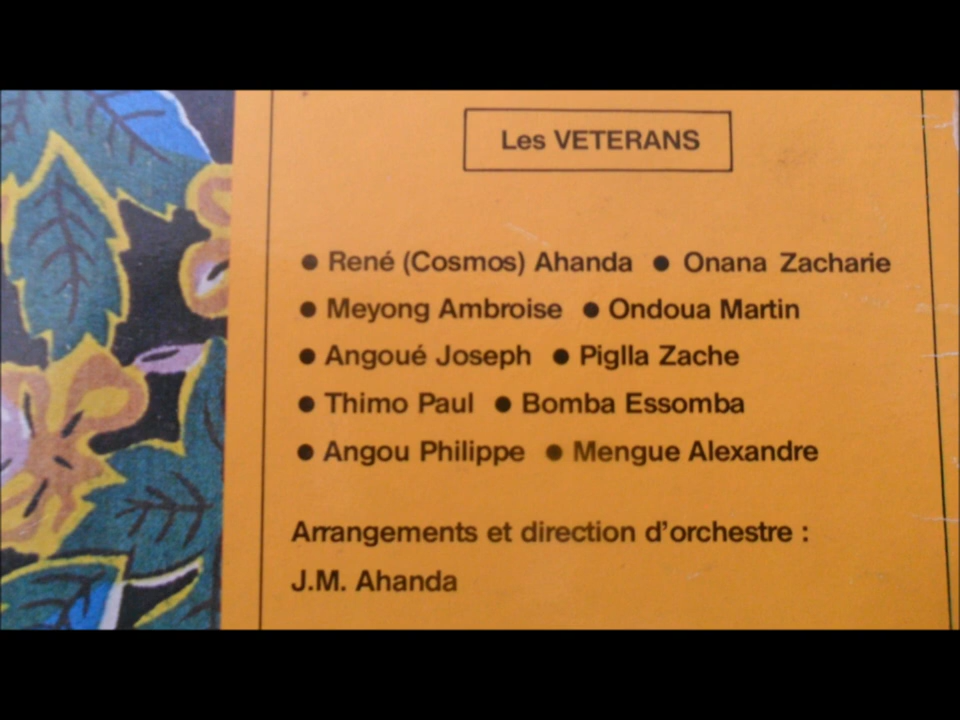 Les VETERANS
● René (Cosmos) Ahanda ● Onana Zacharie
● Meyong Ambroise ● Ondoua Martin
● Angoué Joseph ● Piglla Zache
● Thimo Paul ● Bomba Essomba
● Angou Philippe ● Mengue Alexandre
Arrangements et direction d'orchestre :
J.M. Ahanda